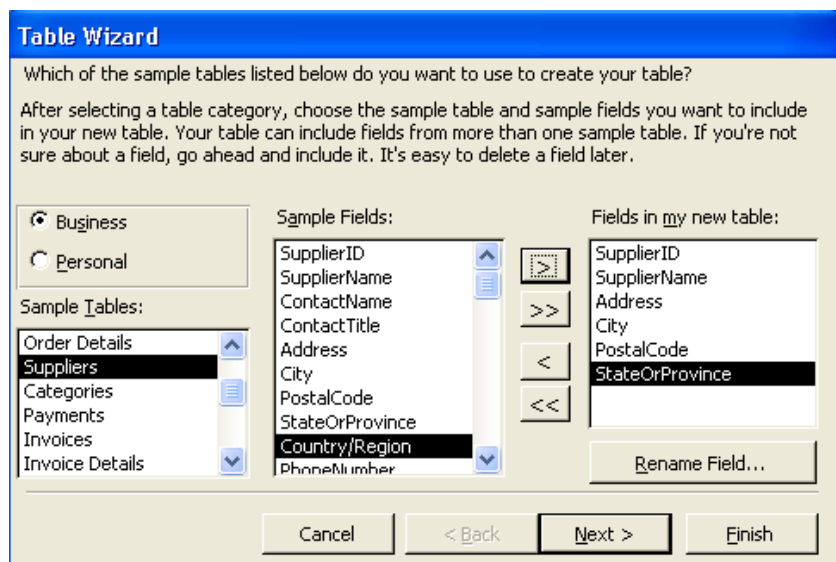 Table Wizard
Which of the sample tables listed below do you want to use to create your table?
After selecting a table category, choose the sample table and sample fields you want to include
in your new table. Your table can include fields from more than one sample table. If you're not
sure about a field, go ahead and include it. It's easy to delete a field later.
Business
Personal
Sample Tables:
Order Details
Suppliers
Categories
Payments
Invoices
Invoice Details
Sample Fields:
SupplierID
SupplierName
ContactName
ContactTitle
Address
City
PostalCode
StateOrProvince
Country/Region
PhoneNumber
>
>>
<
<<
Fields in my new table:
SupplierID
SupplierName
Address
City
PostalCode
StateOrProvince
Rename Field...
Cancel
< Back
Next >
Finish